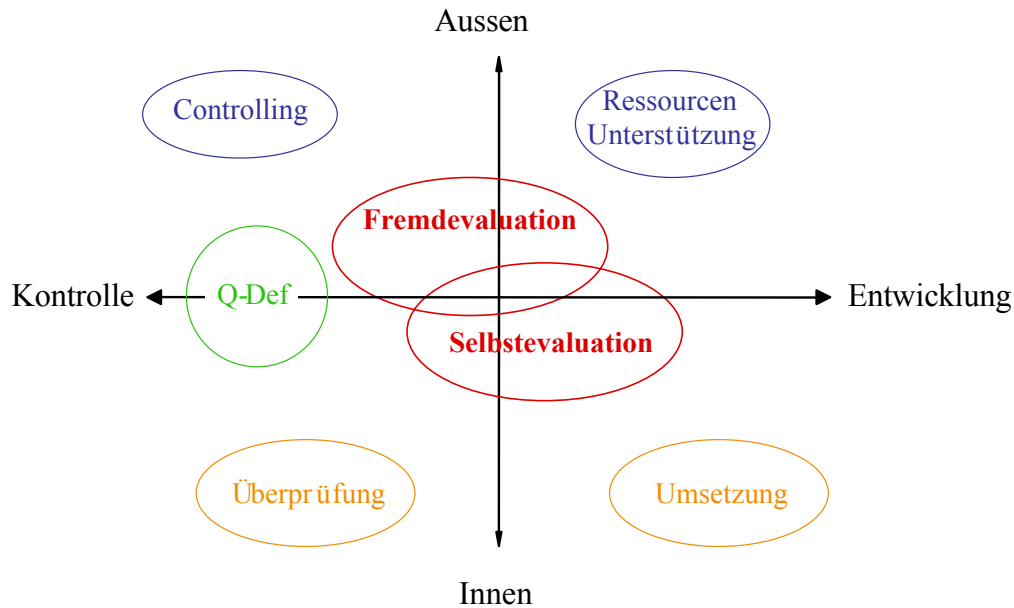 Aussen
Controlling
Ressourcen
Unterstützung
Fremdevaluation
Kontrolle
Q-Def
Entwicklung
Selbstevaluation
Überprüfung
Umsetzung
Innen